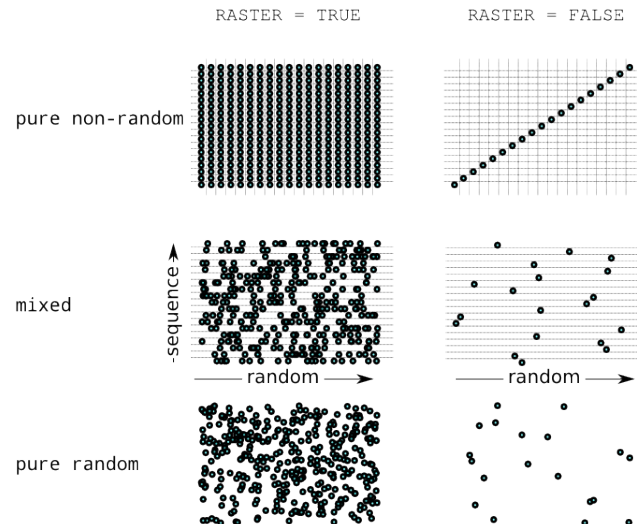 RASTER = TRUE
RASTER = FALSE
pure non-random
mixed
-sequence
random
random
pure random